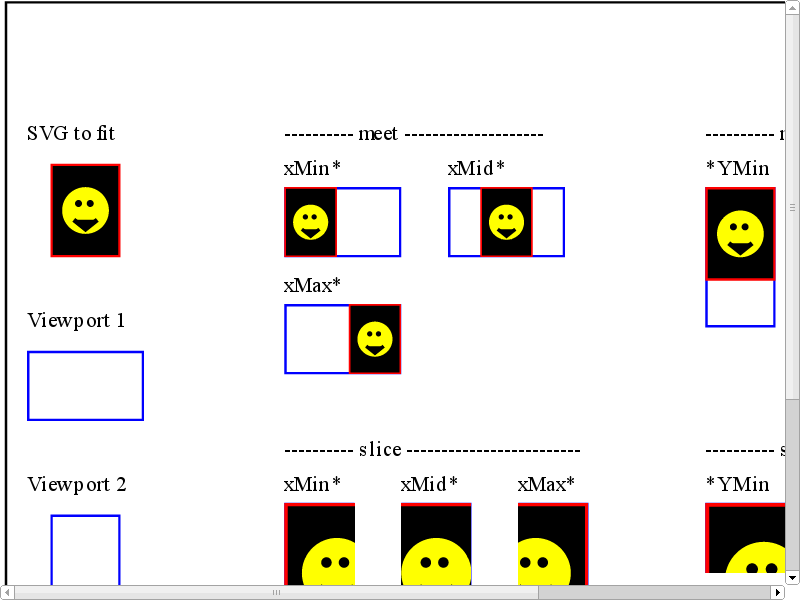 SVG to fit
---------- meet --------------------
----------
xMin*
xMid*
*YMin
xMax*
Viewport 1
---------- slice -------------------------
----------
Viewport 2
xMin*
xMid*
xMax*
*YMin